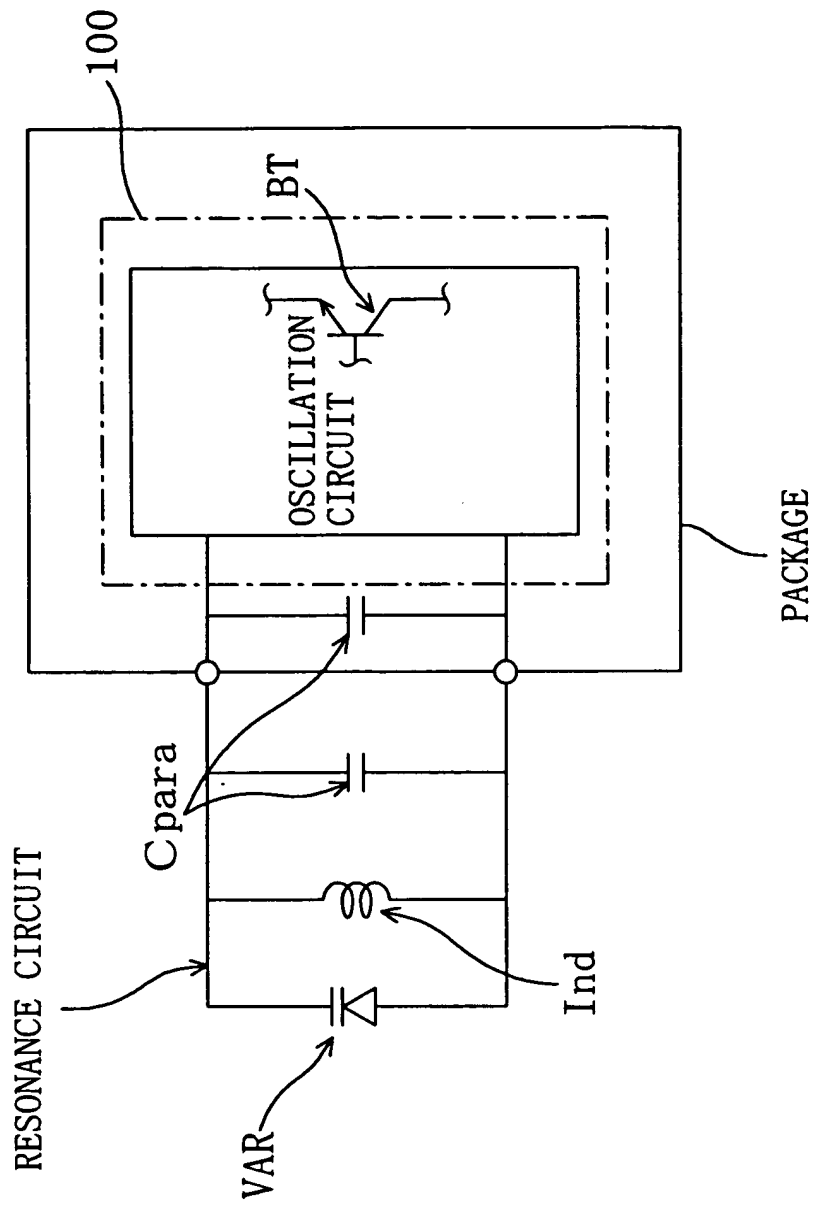 RESONANCE CIRCUIT
VAR
Ind
Cpara
OSCILLATION
CIRCUIT
BT
100
PACKAGE